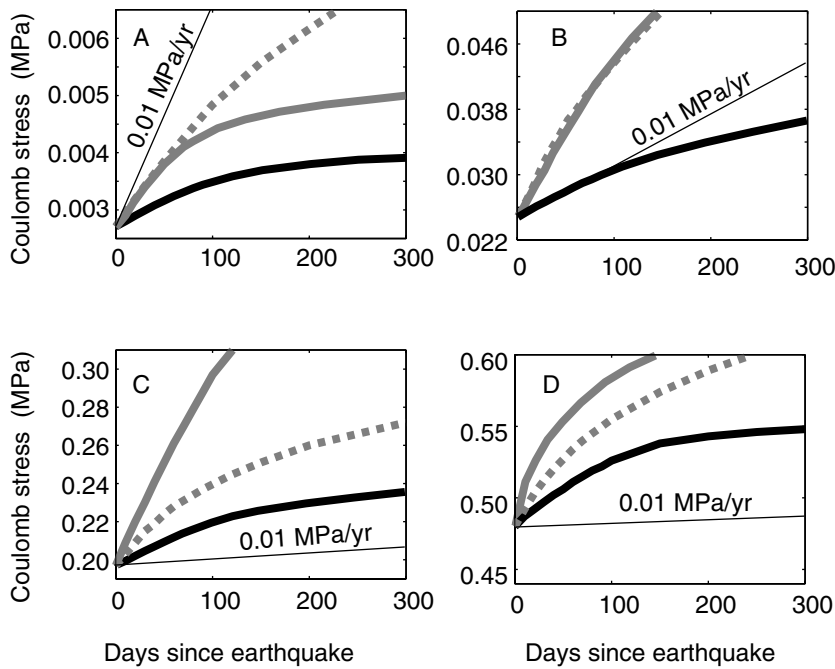 Coulomb stress (MPa)
0.006
0.005
0.004
0.003
A
0.01 MPa/yr
0 100 200 300
0.046
0.038
0.030
0.022
B
0.01 MPa/yr
0 100 200 300
Coulomb stress (MPa)
0.30
0.28
0.26
0.24
0.22
0.20
C
0.01 MPa/yr
0 100 200 300
Days since earthquake
0.60
0.55
0.50
0.45
D
0.01 MPa/yr
0 100 200 300
Days since earthquake